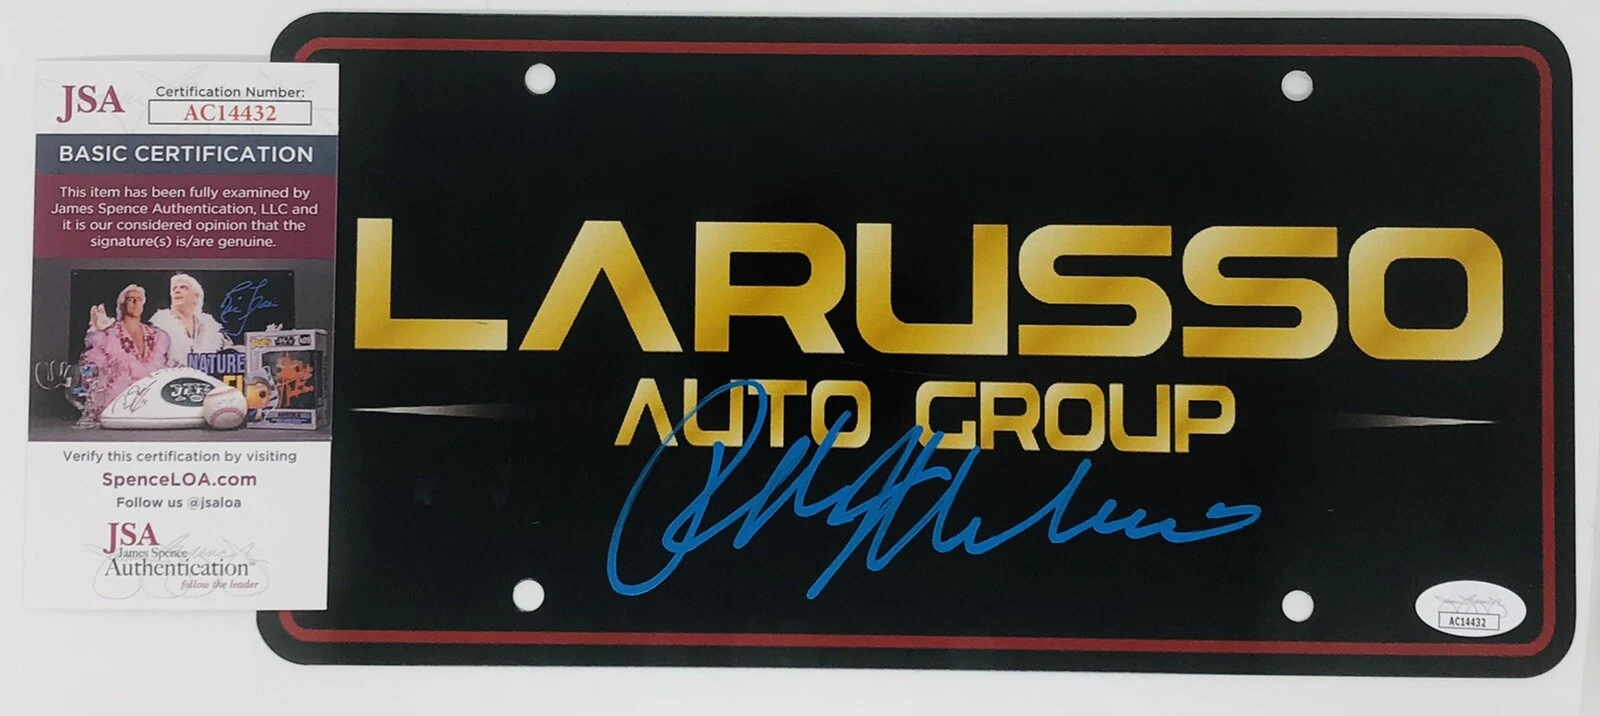 JSA
Certification Number:
AC14432
BASIC CERTIFICATION
This item has been fully examined by
James Spence Authentication, LLC and
it is our considered opinion that the
signature(s) is/are genuine.
NATURE
JETS
Verify this certification by visiting
SpenceLOA.com
Follow us @jsaloa
JSA
James Spence
Authentication
follow the leader
LARUSSO
AUTO GROUP
AC14432